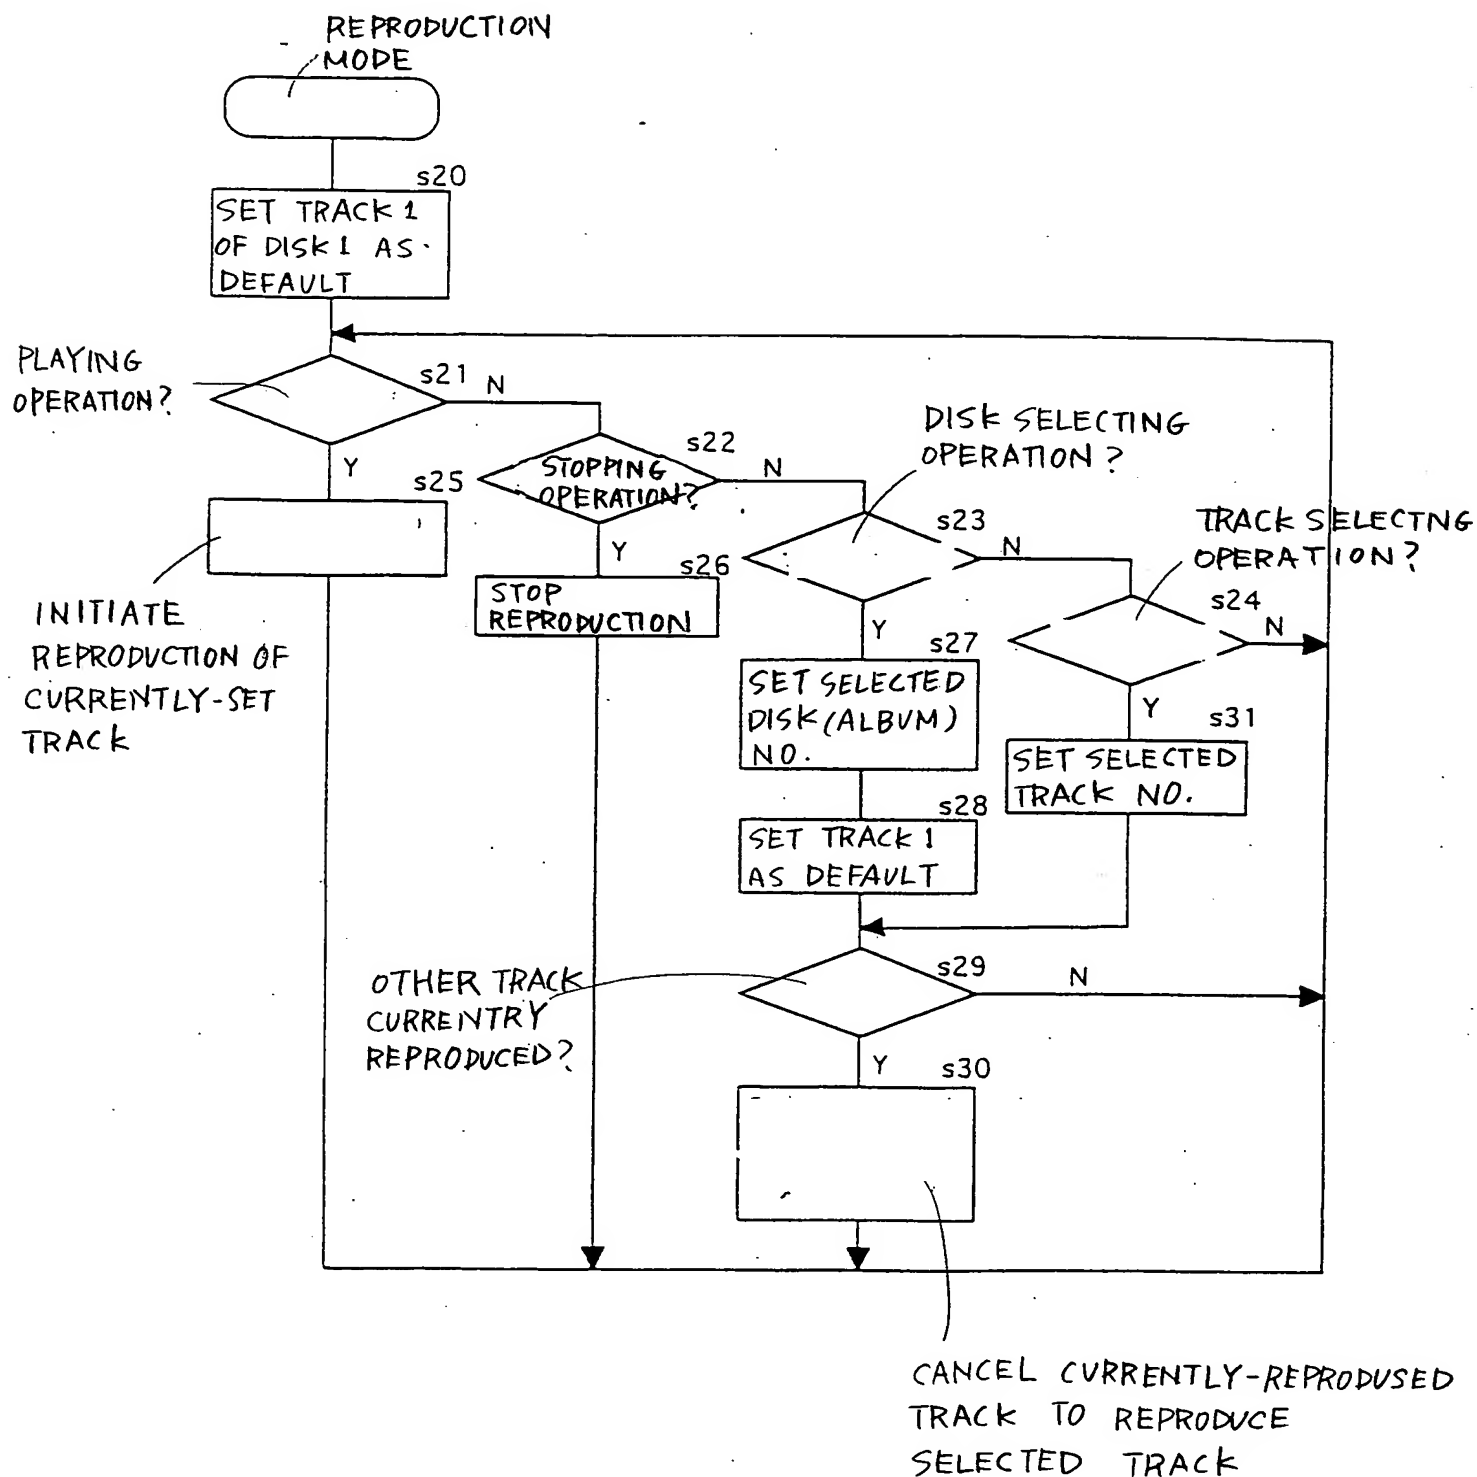 REPRODUCTION
MODE
s20
SET TRACK 1
OF DISK 1 AS
DEFAULT
PLAYING
OPERATION?
s21
N
Y
s25
INITIATE
REPRODUCTION OF
CURRENTLY-SET
TRACK
s22
STOPPING
OPERATION?
N
Y
s26
STOP
REPRODUCTION
DISK SELECTING
OPERATION?
s23
N
Y
s27
SET SELECTED
DISK (ALBUM)
NO.
s28
SET TRACK 1
AS DEFAULT
TRACK SELECTNG
OPERATION?
s24
N
Y
s31
SET SELECTED
TRACK NO.
OTHER TRACK
CURRENTRY
REPRODUCED?
s29
N
Y
s30
CANCEL CURRENTLY-REPRODUSED
TRACK TO REPRODUCE
SELECTED TRACK